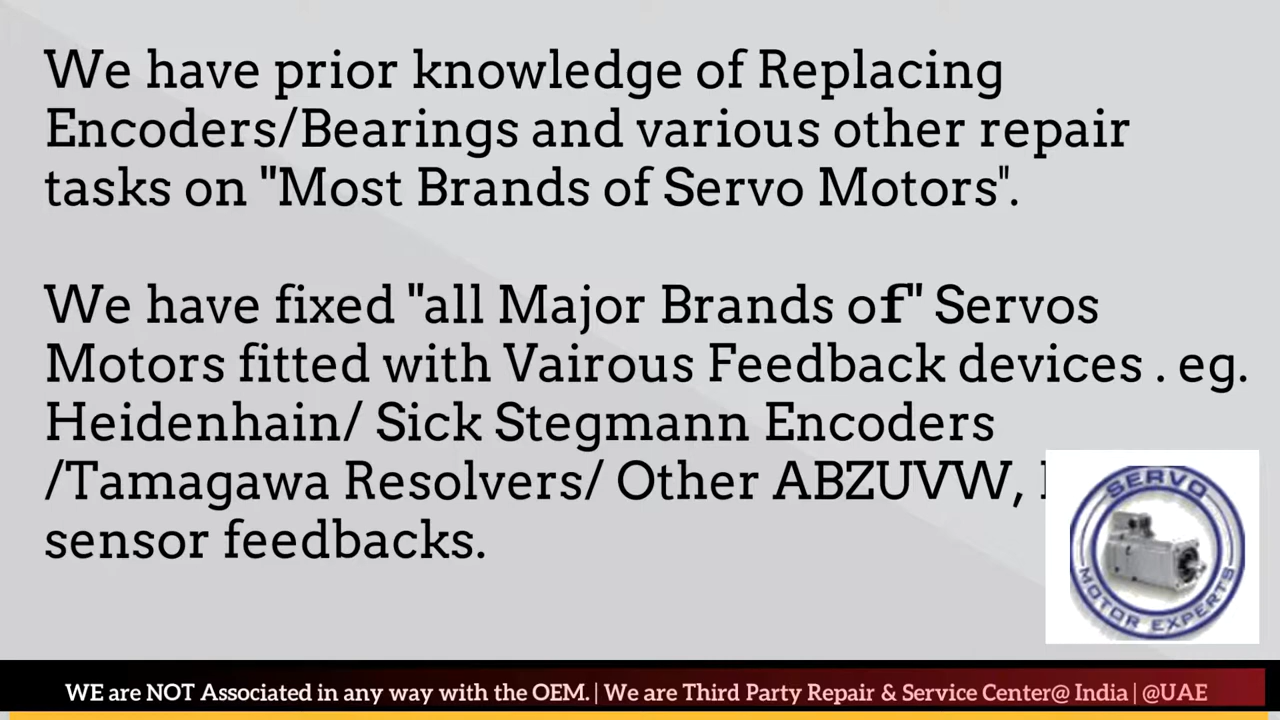 We have prior knowledge of Replacing
Encoders/Bearings and various other repair
tasks on "Most Brands of Servo Motors".
We have fixed "all Major Brands of" Servos
Motors fitted with Vairous Feedback devices . eg.
Heidenhain/ Sick Stegmann Encoders
/Tamagawa Resolvers/ Other ABZUVW,
sensor feedbacks.
SERVO
MOTOR EXPERTS
WE are NOT Associated in any way with the OEM. | We are Third Party Repair & Service Center@ India | @UAE